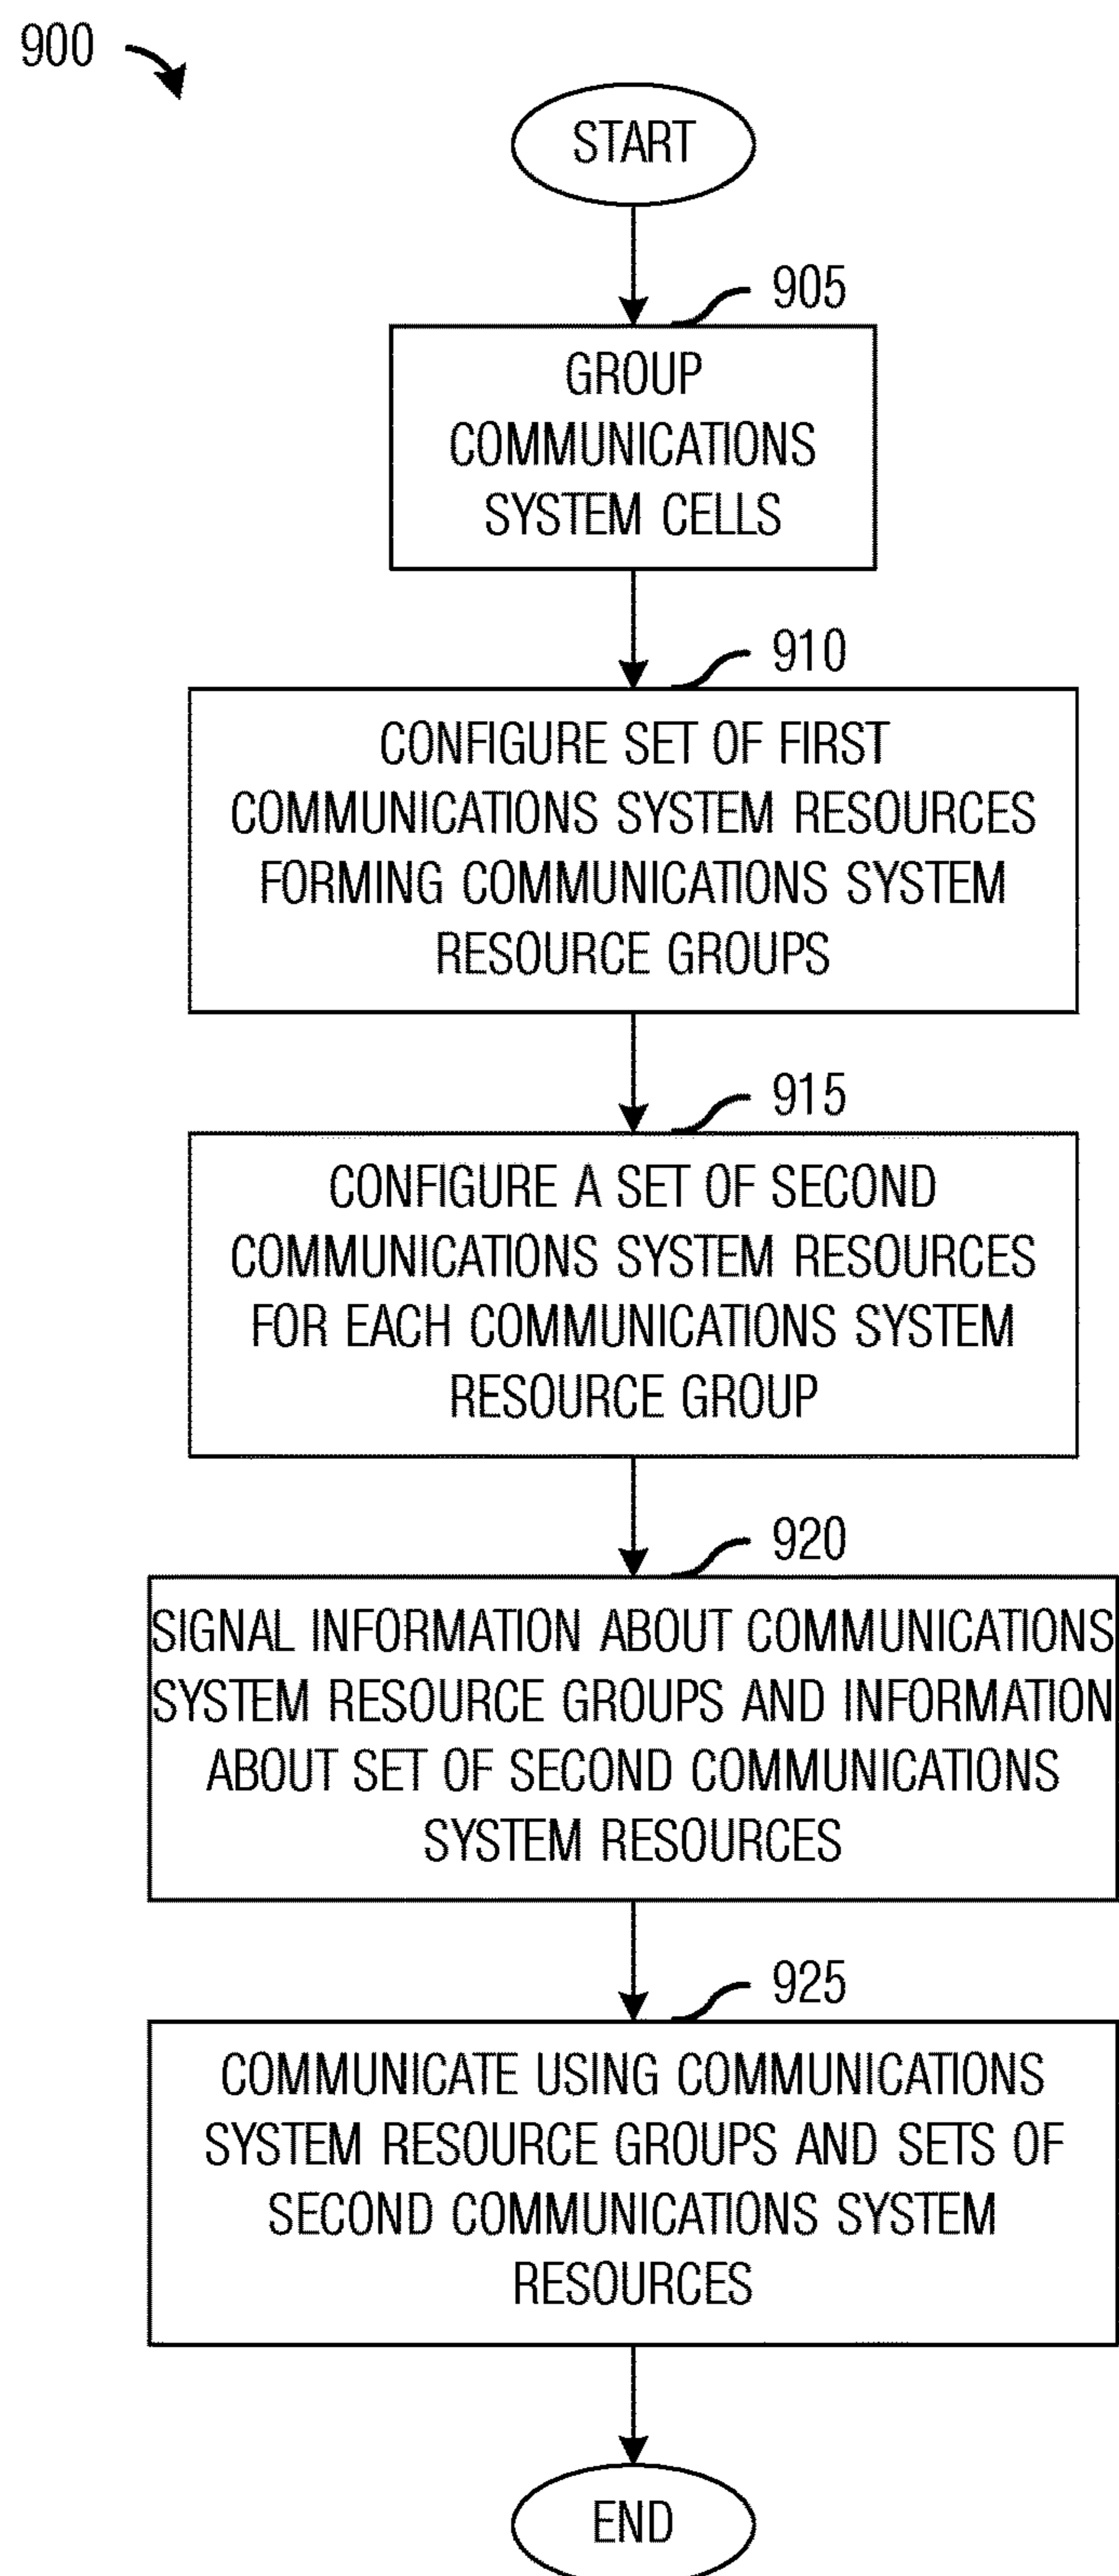 900
START
905
GROUP
COMMUNICATIONS
SYSTEM CELLS
910
CONFIGURE SET OF FIRST
COMMUNICATIONS SYSTEM RESOURCES
FORMING COMMUNICATIONS SYSTEM
RESOURCE GROUPS
915
CONFIGURE A SET OF SECOND
COMMUNICATIONS SYSTEM RESOURCES
FOR EACH COMMUNICATIONS SYSTEM
RESOURCE GROUP
920
SIGNAL INFORMATION ABOUT COMMUNICATIONS
SYSTEM RESOURCE GROUPS AND INFORMATION
ABOUT SET OF SECOND COMMUNICATIONS
SYSTEM RESOURCES
925
COMMUNICATE USING COMMUNICATIONS
SYSTEM RESOURCE GROUPS AND SETS OF
SECOND COMMUNICATIONS SYSTEM
RESOURCES
END